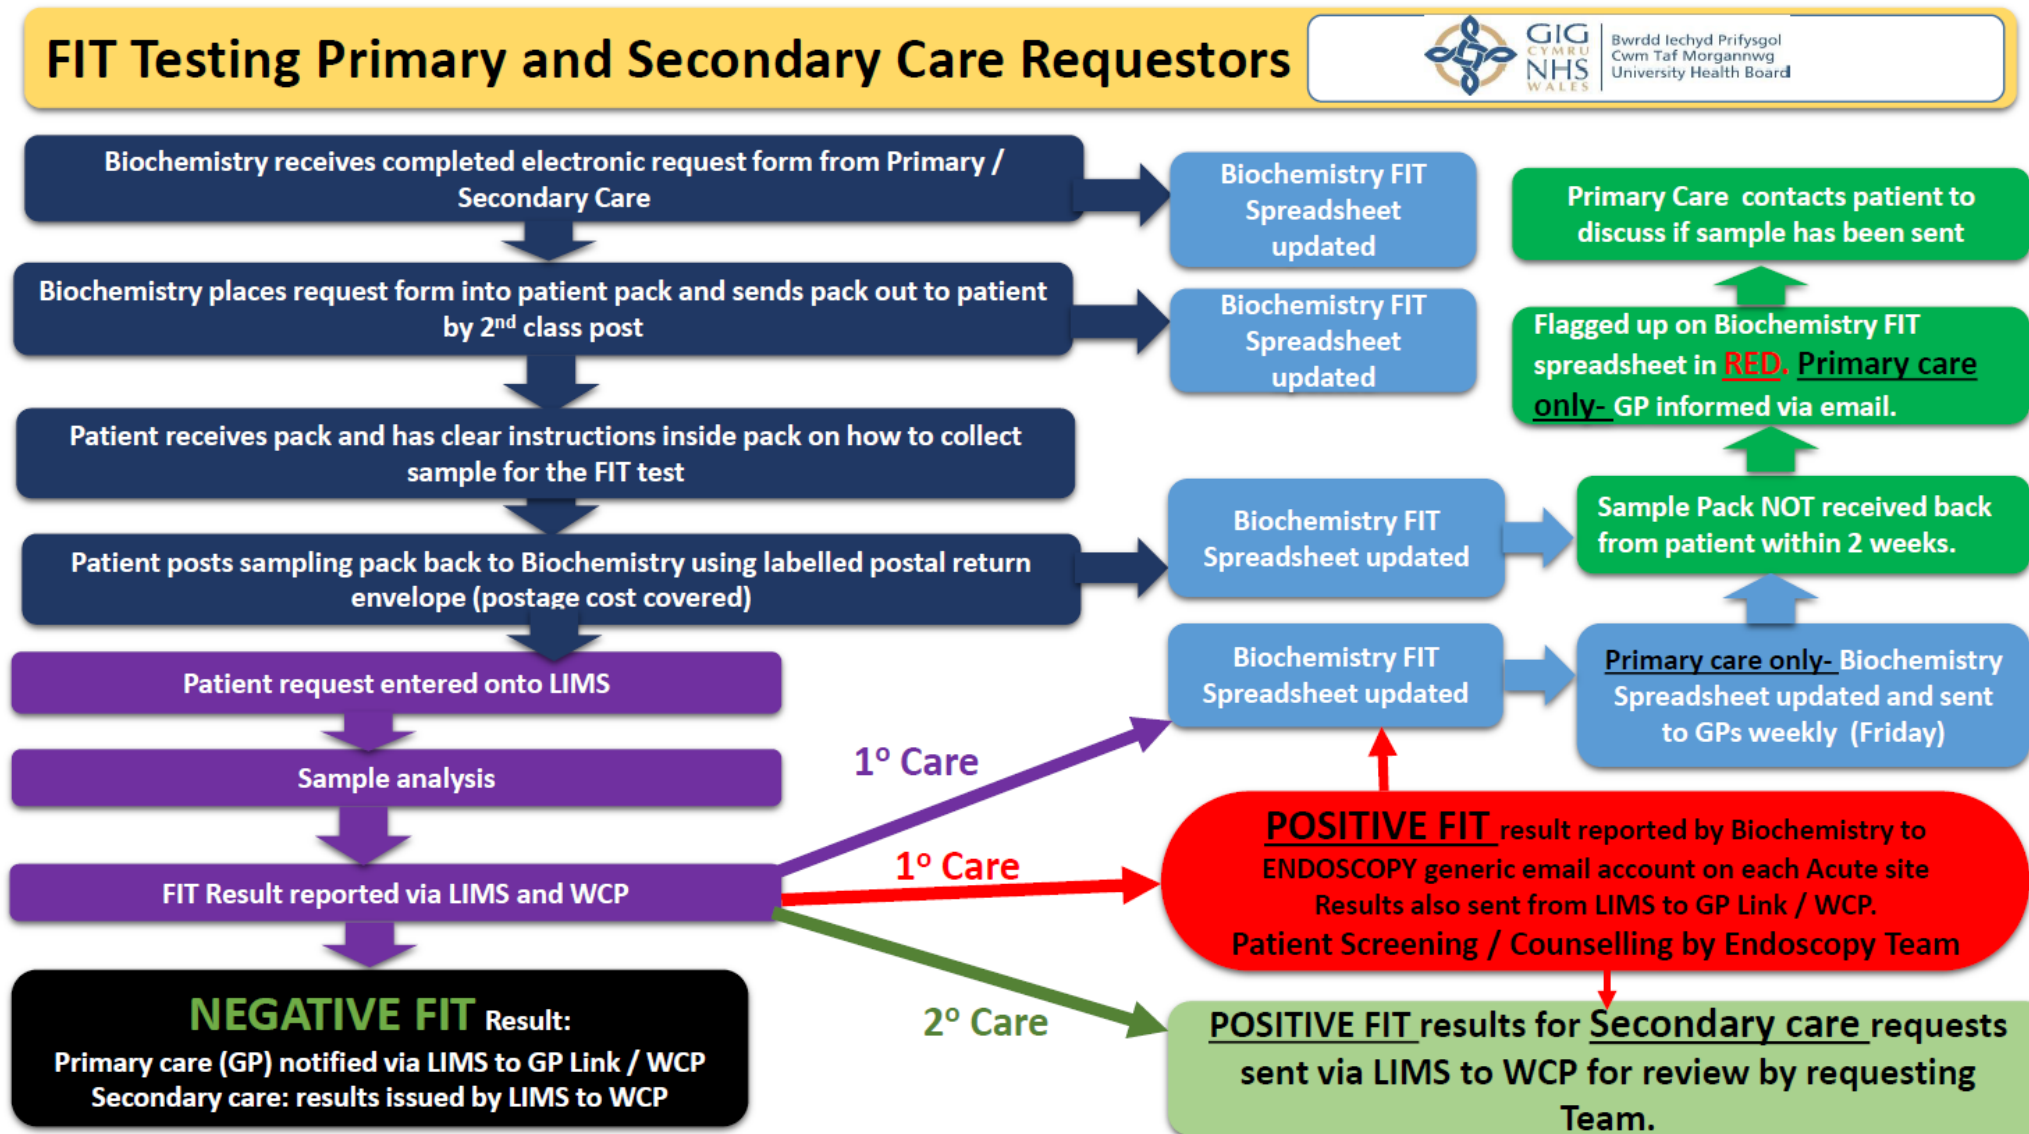 FIT Testing Primary and Secondary Care Requestors
GIG
CYMRU
NHS
WALES
Bwrdd Iechyd Prifysgol
Cwm Taf Morgannwg
University Health Board
Biochemistry receives completed electronic request form from Primary /
Secondary Care
Biochemistry FIT
Spreadsheet
updated
Primary Care contacts patient to
discuss if sample has been sent
Biochemistry places request form into patient pack and sends pack out to patient
by 2nd class post
Biochemistry FIT
Spreadsheet
updated
Flagged up on Biochemistry FIT
spreadsheet in RED. Primary care
only- GP informed via email.
Patient receives pack and has clear instructions inside pack on how to collect
sample for the FIT test
Biochemistry FIT
Spreadsheet updated
Sample Pack NOT received back
from patient within 2 weeks.
Patient posts sampling pack back to Biochemistry using labelled postal return
envelope (postage cost covered)
Biochemistry FIT
Spreadsheet updated
Primary care only- Biochemistry
Spreadsheet updated and sent
to GPs weekly (Friday)
Patient request entered onto LIMS
Sample analysis
FIT Result reported via LIMS and WCP
1o Care
1o Care
2o Care
POSITIVE FIT result reported by Biochemistry to
ENDOSCOPY generic email account on each Acute site
Results also sent from LIMS to GP Link / WCP.
Patient Screening / Counselling by Endoscopy Team
NEGATIVE FIT Result:
Primary care (GP) notified via LIMS to GP Link / WCP
Secondary care: results issued by LIMS to WCP
POSITIVE FIT results for Secondary care requests
sent via LIMS to WCP for review by requesting
Team.